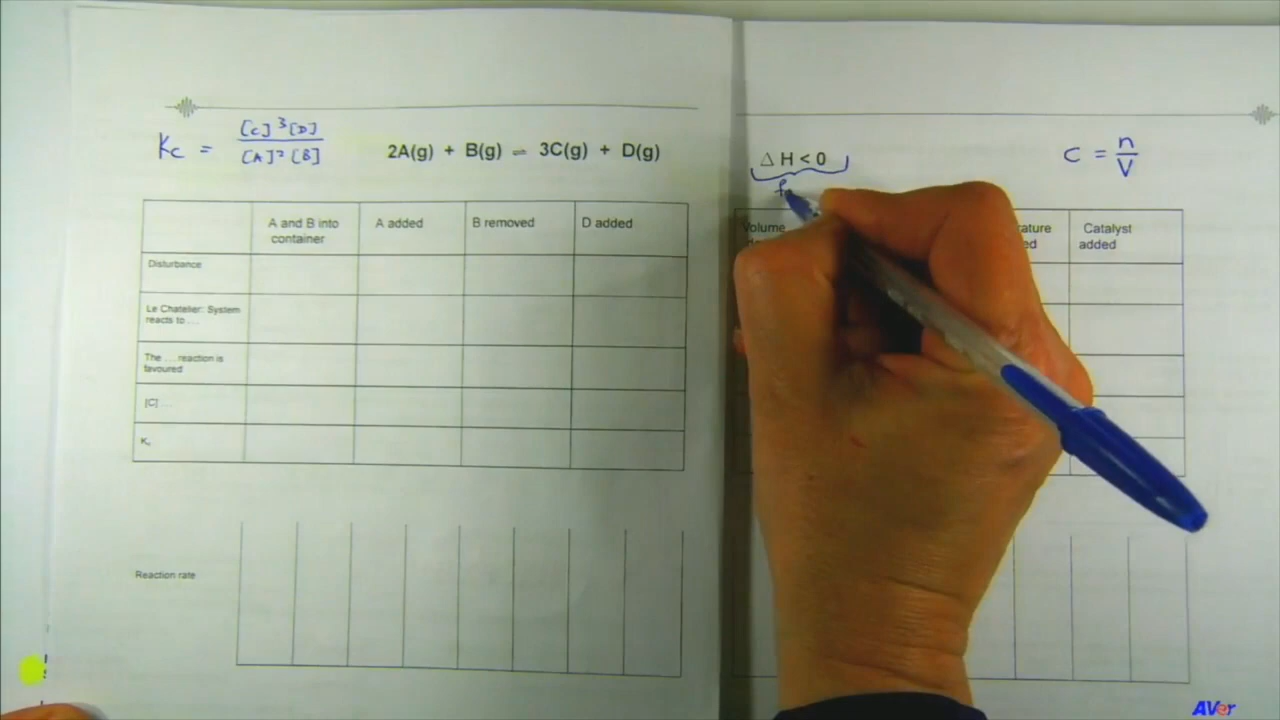 Kc = [C]³[D] / [A]² [B]
2A(g) + B(g) ⇌ 3C(g) + D(g)
A and B into container
A added
B removed
D added
Disturbance
Le Chatelier: System reacts to ...
The ... reaction is favoured
[C] ...
Kc
Reaction rate
Δ H < 0
C = n / V
Volume
Catalyst added
AVer